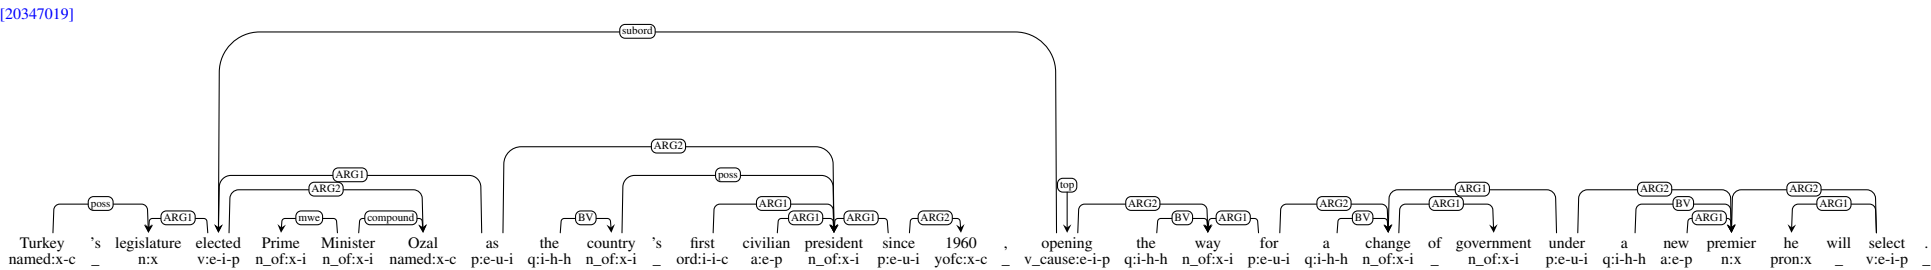 [20347019]
subord
ARG2
ARG1 poss
ARG2 top
poss ARG1 ARG2 ARG2 ARG1 ARG2 ARG2
ARG1 mwe compound BV ARG1 ARG1 ARG2 BV ARG1 BV ARG1 BV ARG1 ARG1
Turkey 's legislature elected Prime Minister Ozal as the country 's first civilian president since 1960 , opening the way for a change of government under a new premier he will select .
named:x-c _ n:x v:e-i-p n_of:x-i n_of:x-i named:x-c p:e-u-i q:i-h-h n_of:x-i _ ord:i-i-c a:e-p n_of:x-i p:e-u-i yofc:x-c _ v_cause:e-i-p q:i-h-h n_of:x-i p:e-u-i q:i-h-h n_of:x-i _ n_of:x-i p:e-u-i q:i-h-h a:e-p n:x pron:x _ v:e-i-p _